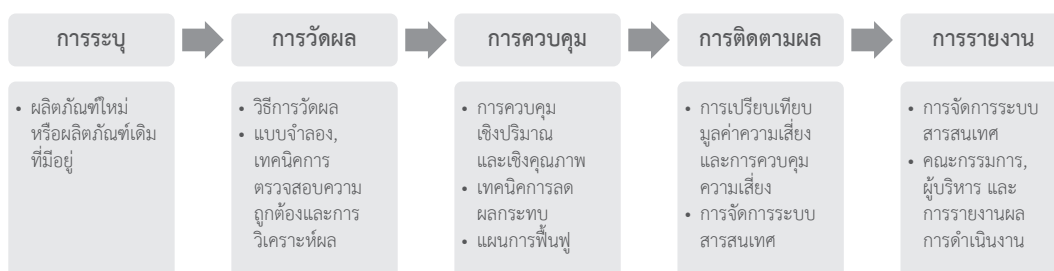 การระบุ
การวัดผล
การควบคุม
การติดตามผล
การรายงาน
• ผลิตภัณฑ์ใหม่
หรือผลิตภัณฑ์เดิม
ที่มีอยู่
• วิธีการวัดผล
• แบบจำลอง,
เทคนิคการ
ตรวจสอบความ
ถูกต้องและการ
วิเคราะห์ผล
• การควบคุม
เชิงปริมาณ
และเชิงคุณภาพ
• เทคนิคการลด
ผลกระทบ
• แผนการฟื้นฟู
• การเปรียบเทียบ
มูลค่าความเสี่ยง
และการควบคุม
ความเสี่ยง
• การจัดการระบบ
สารสนเทศ
• การจัดการระบบ
สารสนเทศ
• คณะกรรมการ,
ผู้บริหาร และ
การรายงานผล
การดำเนินงาน